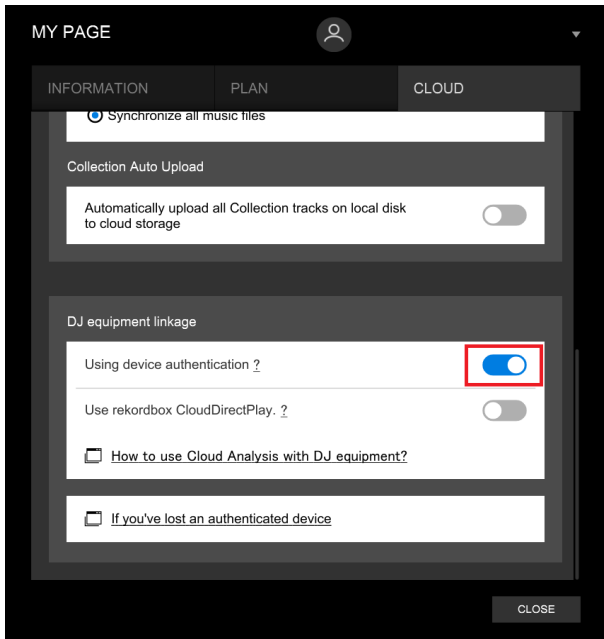 MY PAGE
INFORMATION
PLAN
CLOUD
Synchronize all music files
Collection Auto Upload
Automatically upload all Collection tracks on local disk
to cloud storage
DJ equipment linkage
Using device authentication ?
Use rekordbox CloudDirectPlay. ?
How to use Cloud Analysis with DJ equipment?
If you've lost an authenticated device
CLOSE